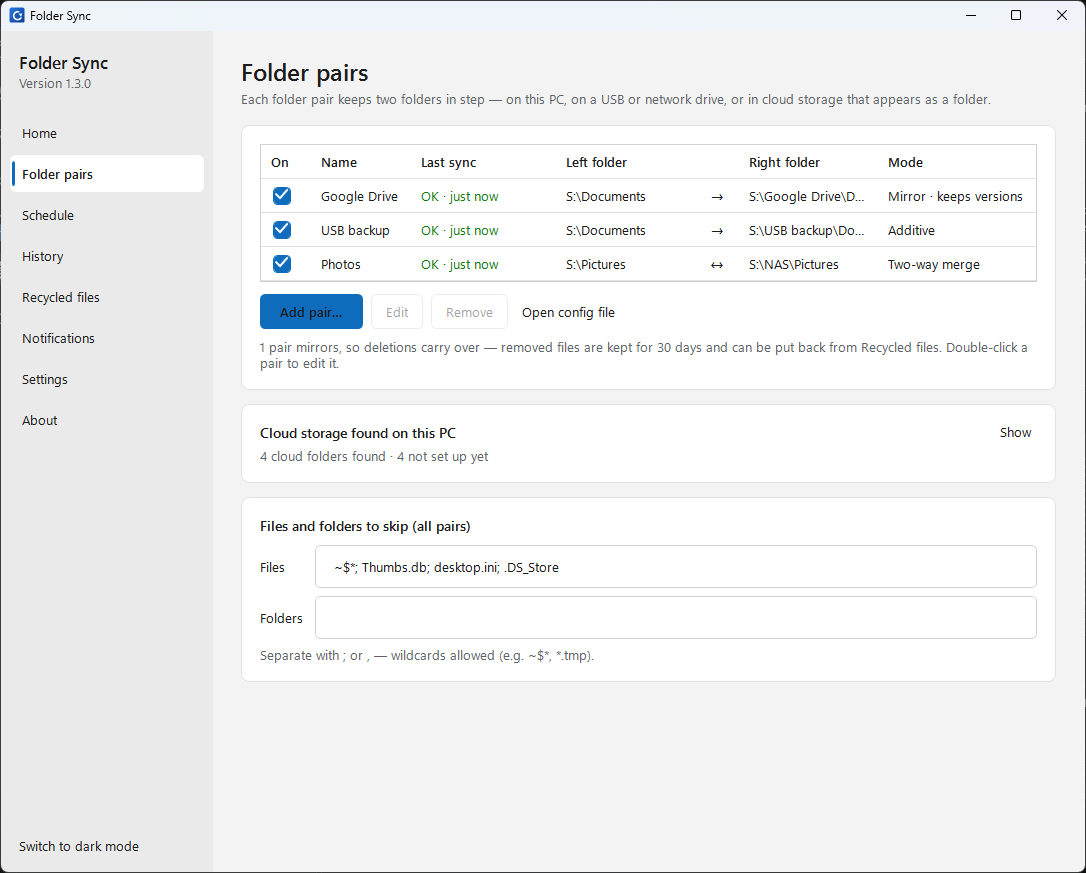 Folder Sync
Folder Sync
Version 1.3.0
Home
Folder pairs
Schedule
History
Recycled files
Notifications
Settings
About
Switch to dark mode
Folder pairs
Each folder pair keeps two folders in step — on this PC, on a USB or network drive, or in cloud storage that appears as a folder.
On Name Last sync Left folder Right folder Mode
Google Drive OK · just now S:\Documents → S:\Google Drive\D... Mirror · keeps versions
USB backup OK · just now S:\Documents → S:\USB backup\Do... Additive
Photos OK · just now S:\Pictures ↔ S:\NAS\Pictures Two-way merge
Add pair... Edit Remove Open config file
1 pair mirrors, so deletions carry over — removed files are kept for 30 days and can be put back from Recycled files. Double-click a
pair to edit it.
Cloud storage found on this PC Show
4 cloud folders found · 4 not set up yet
Files and folders to skip (all pairs)
Files ~$*; Thumbs.db; desktop.ini; .DS_Store
Folders
Separate with ; or , — wildcards allowed (e.g. ~$*, *.tmp).